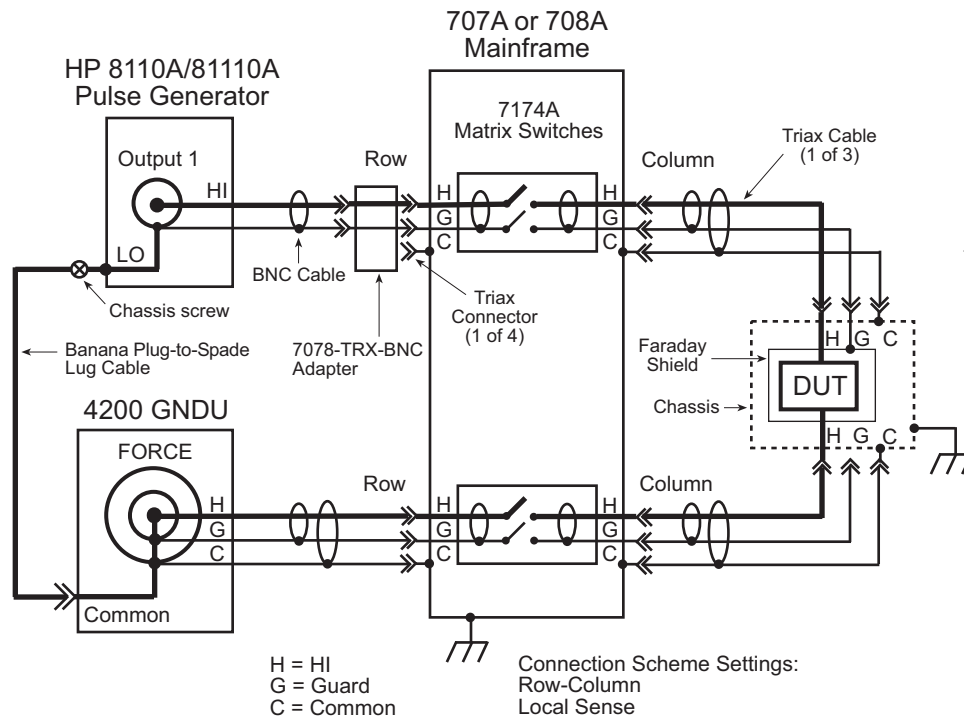 707A or 708A
Mainframe
HP 8110A/81110A
Pulse Generator
7174A
Matrix Switches
Output 1
HI
LO
Row
H
G
C
H
G
C
Column
Triax Cable
(1 of 3)
BNC Cable
Chassis screw
Triax
Connector
(1 of 4)
7078-TRX-BNC
Adapter
Banana Plug-to-Spade
Lug Cable
Faraday
Shield
Chassis
H G C
DUT
H G C
4200 GNDU
FORCE
H
G
C
Common
Row
H
G
C
H
G
C
Column
H = HI
G = Guard
C = Common
Connection Scheme Settings:
Row-Column
Local Sense